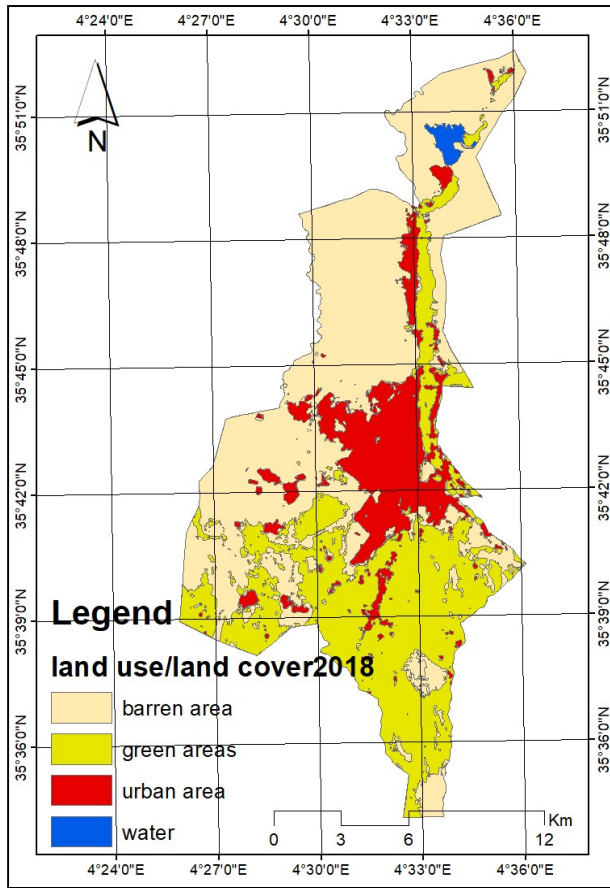 4°24'0"E 4°27'0"E 4°30'0"E 4°33'0"E 4°36'0"E
35°51'0"N
35°51'0"N
N
35°48'0"N
35°48'0"N
35°45'0"N
35°45'0"N
35°42'0"N
35°42'0"N
35°39'0"N
35°39'0"N
Legend
land use/land cover2018
barren area
green areas
35°36'0"N
35°36'0"N
urban area
water
Km
0 3 6 12
4°24'0"E 4°27'0"E 4°30'0"E 4°33'0"E 4°36'0"E